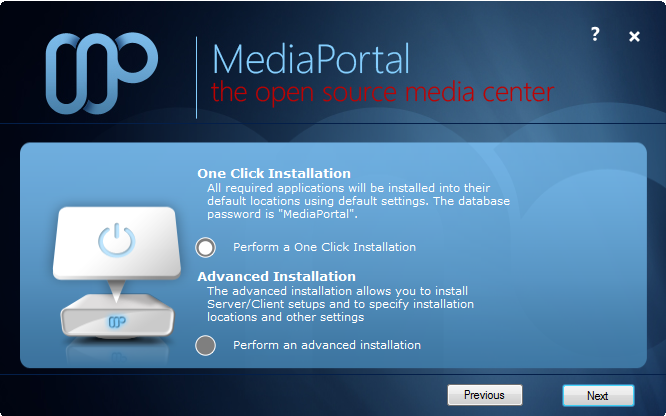 ?
MediaPortal
the open source media center
One Click Installation
All required applications will be installed into their
default locations using default settings. The database
password is "MediaPortal".
Perform a One Click Installation
Advanced Installation
The advanced installation allows you to install
Server/Client setups and to specify installation
locations and other settings
Perform an advanced installation
Previous Next